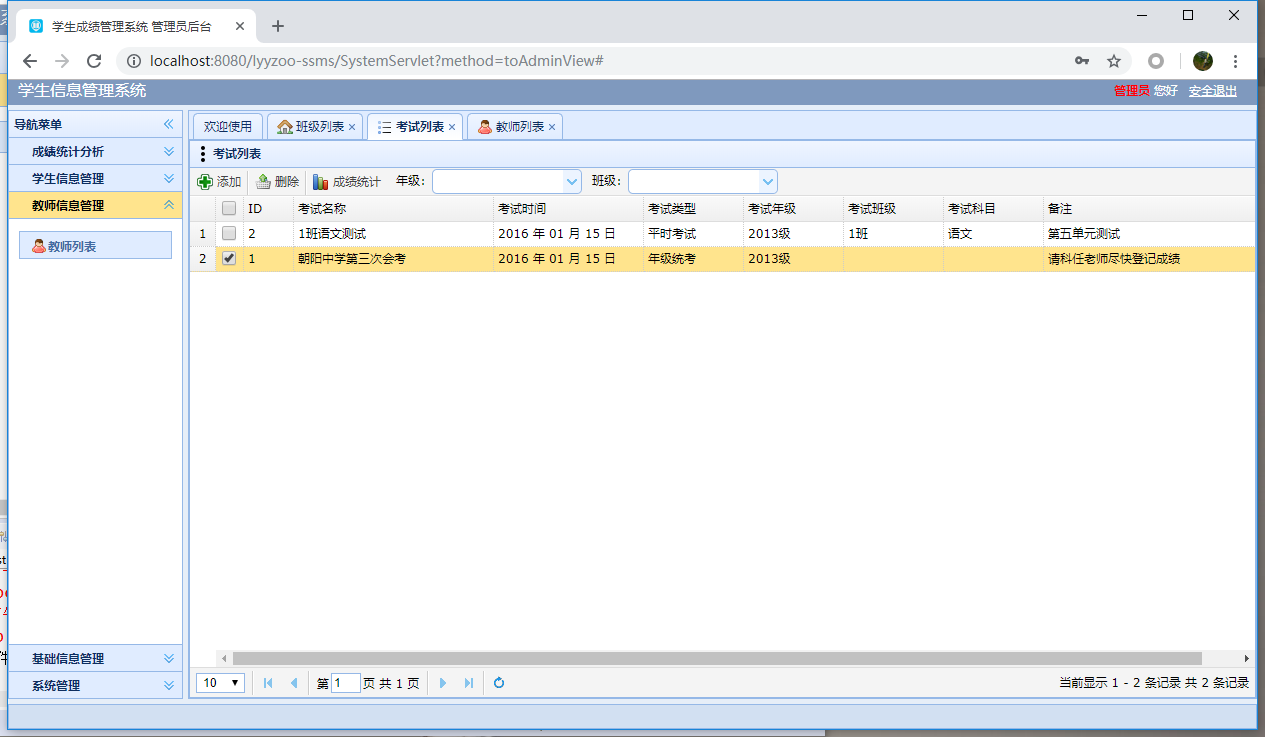 学生成绩管理系统 管理员后台
localhost:8080/lyyzoo-ssms/SystemServlet?method=toAdminView#
学生信息管理系统 管理员 您好 安全退出
导航菜单
成绩统计分析
学生信息管理
教师信息管理
教师列表
基础信息管理
系统管理
欢迎使用 班级列表 考试列表 教师列表
考试列表
添加 删除 成绩统计 年级: 班级:
ID 考试名称 考试时间 考试类型 考试年级 考试班级 考试科目 备注
1 2 1班语文测试 2016 年 01 月 15 日 平时考试 2013级 1班 语文 第五单元测试
2 1 朝阳中学第三次会考 2016 年 01 月 15 日 年级统考 2013级 请科任老师尽快登记成绩
10 第 1 页 共 1 页 当前显示 1 - 2 条记录 共 2 条记录